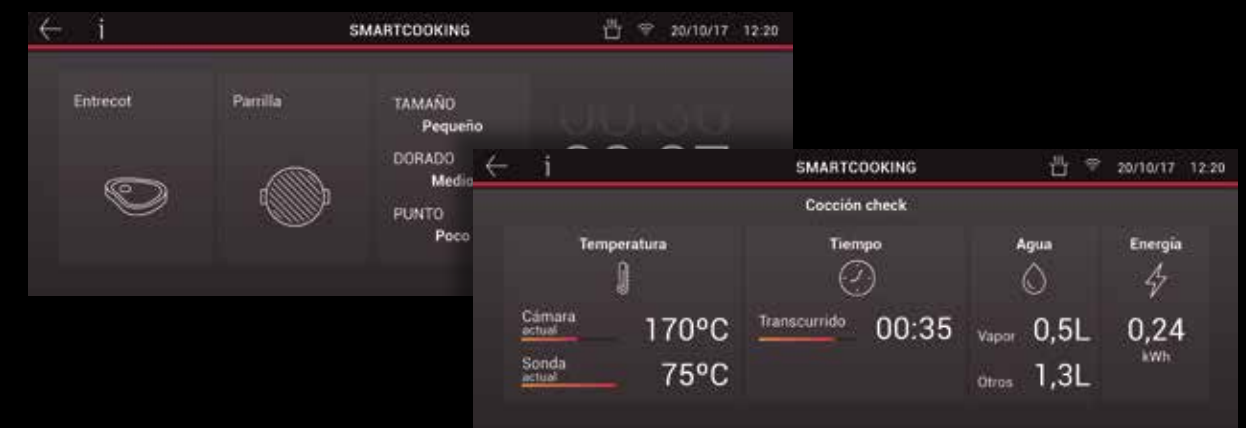 SMARTCOOKING
20/10/17 12:20
Entrecot
Parrilla
TAMAÑO
Pequeño
DORADO
Medio
PUNTO
Poco
SMARTCOOKING
20/10/17 12:20
Cocción check
Temperatura
Cámara
actual
170ºC
Sonda
actual
75ºC
Tiempo
Transcurrido 00:35
Agua
Vapor 0,5L
Otros 1,3L
Energía
0,24
kWh